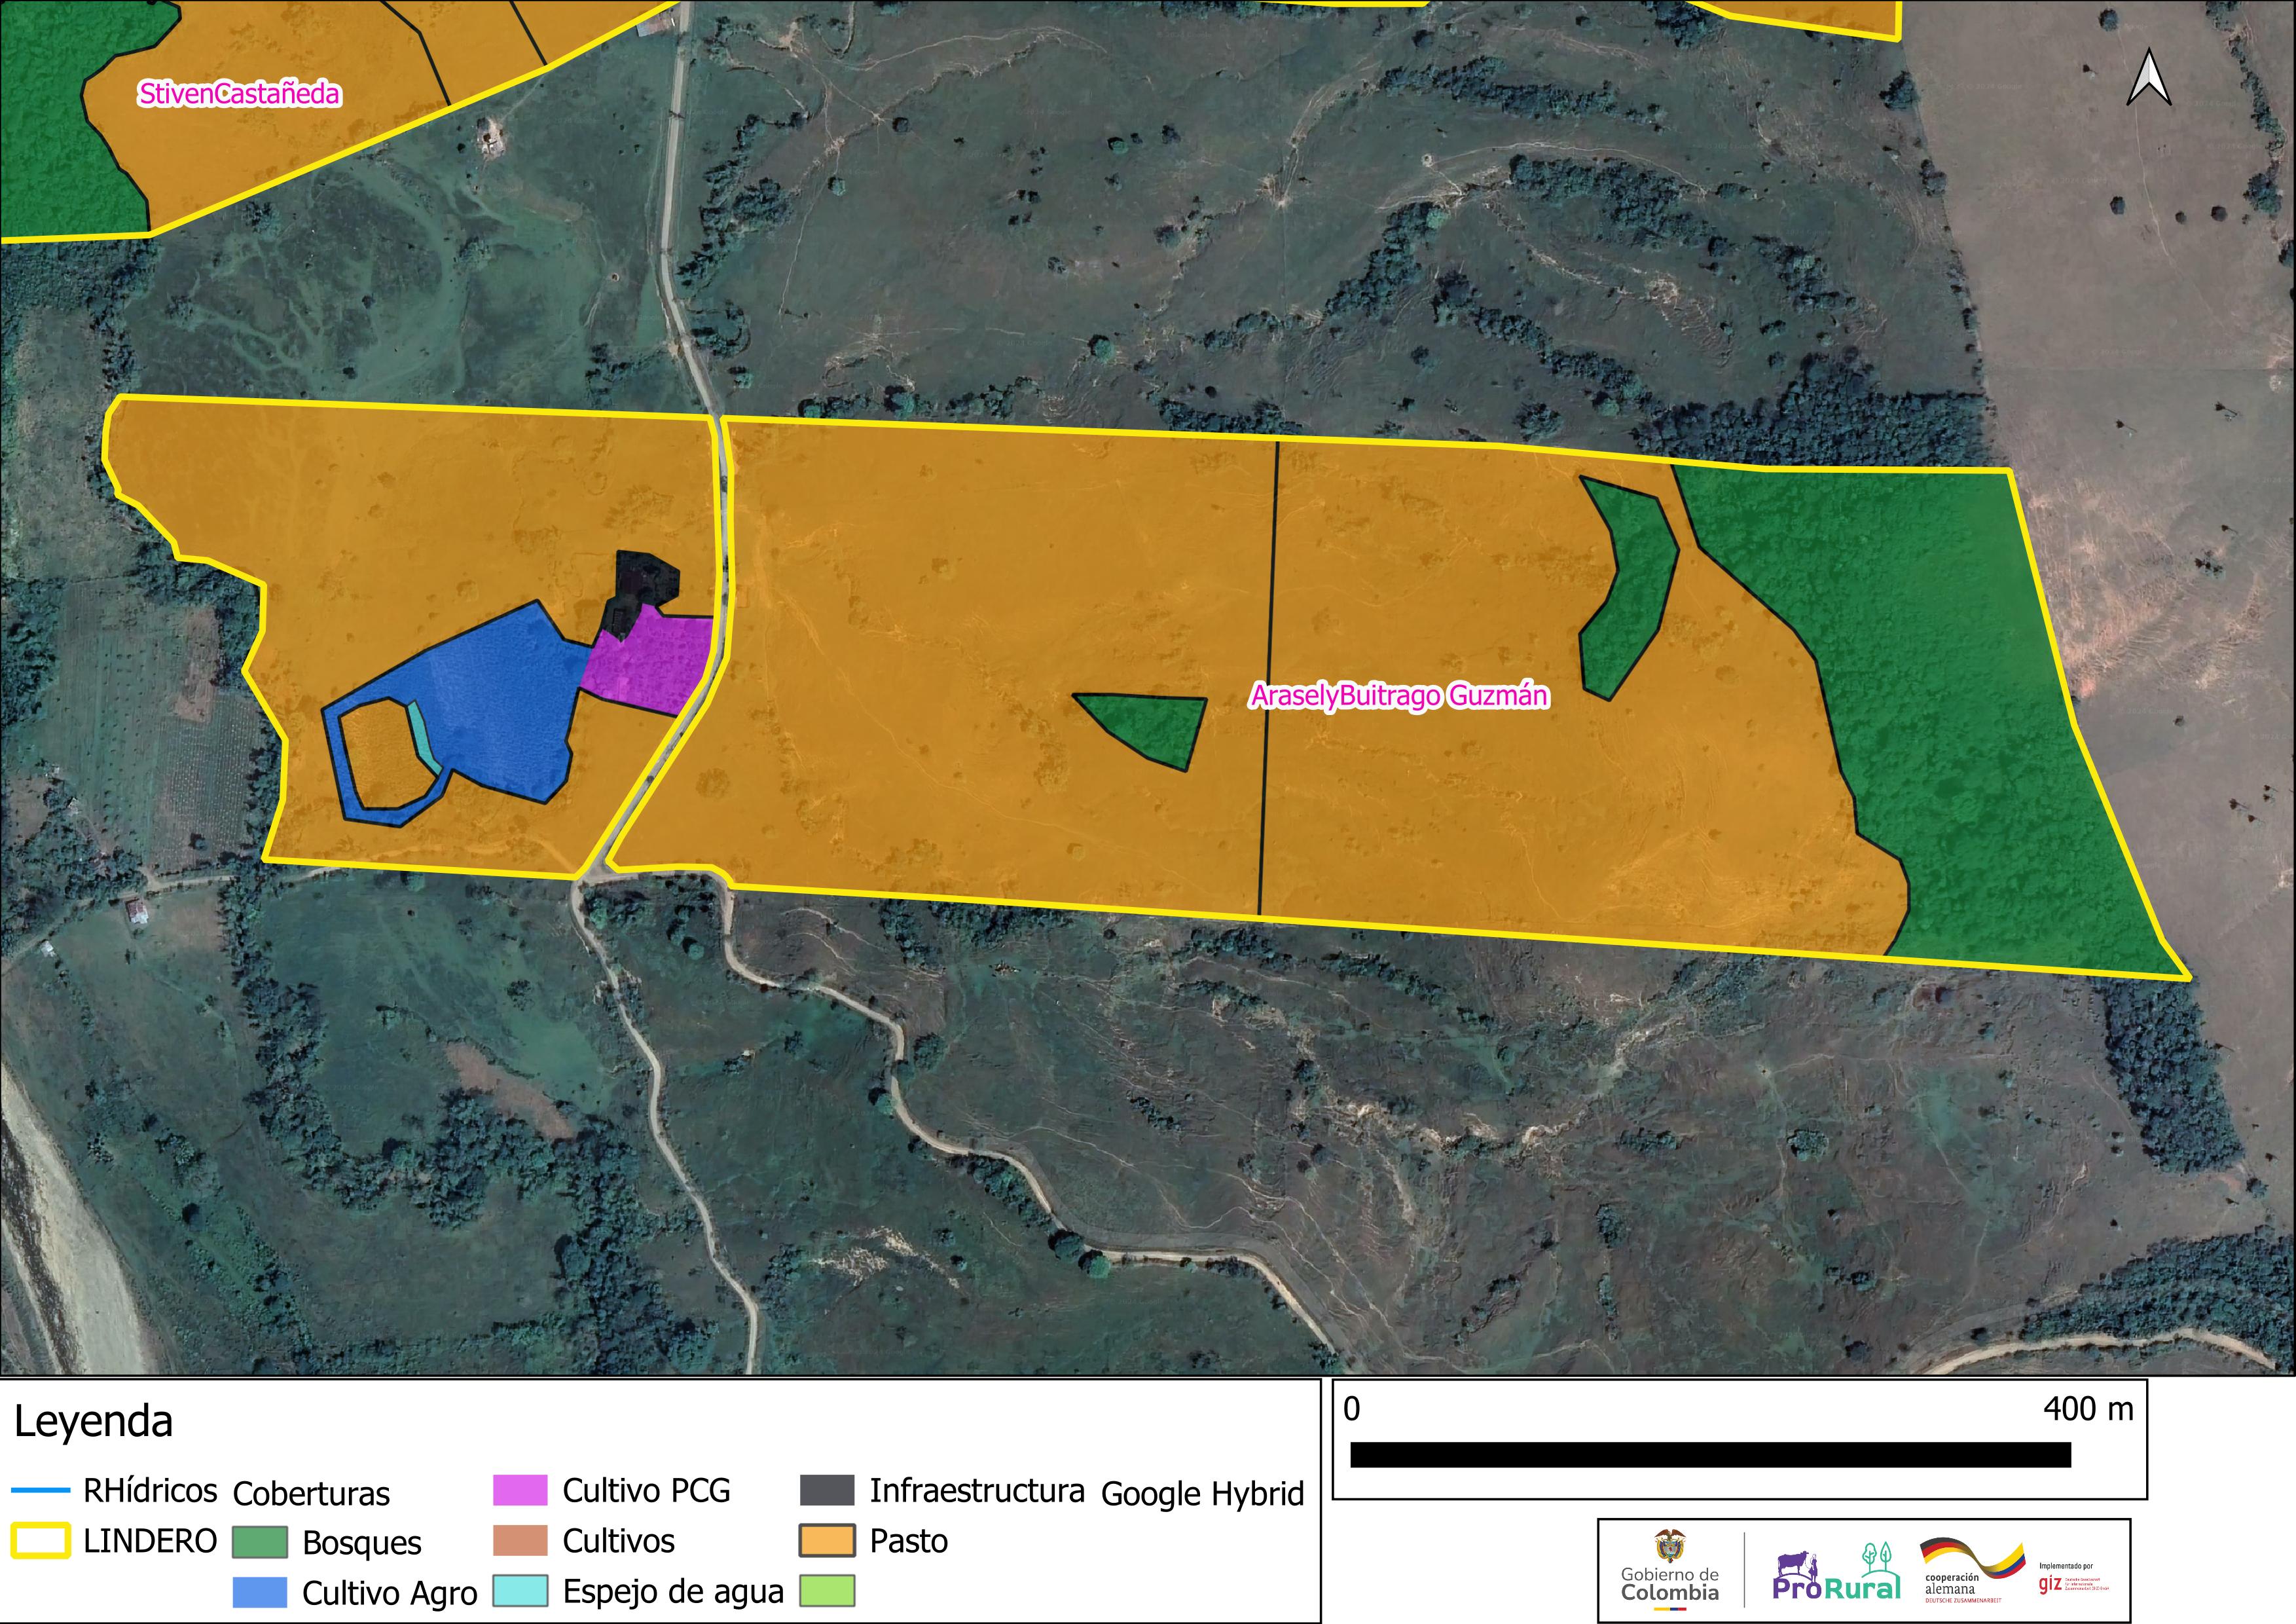 StivenCastañeda
AraselyBuitrago Guzmán
Leyenda
RHídricos
LINDERO
Coberturas
Bosques
Cultivo Agro
Cultivo PCG
Cultivos
Espejo de agua
Infraestructura
Pasto
Google Hybrid
0 400 m
Gobierno de
Colombia
ProRural
cooperación
alemana
DEUTSCHE ZUSAMMENARBEIT
Implementado por
giz